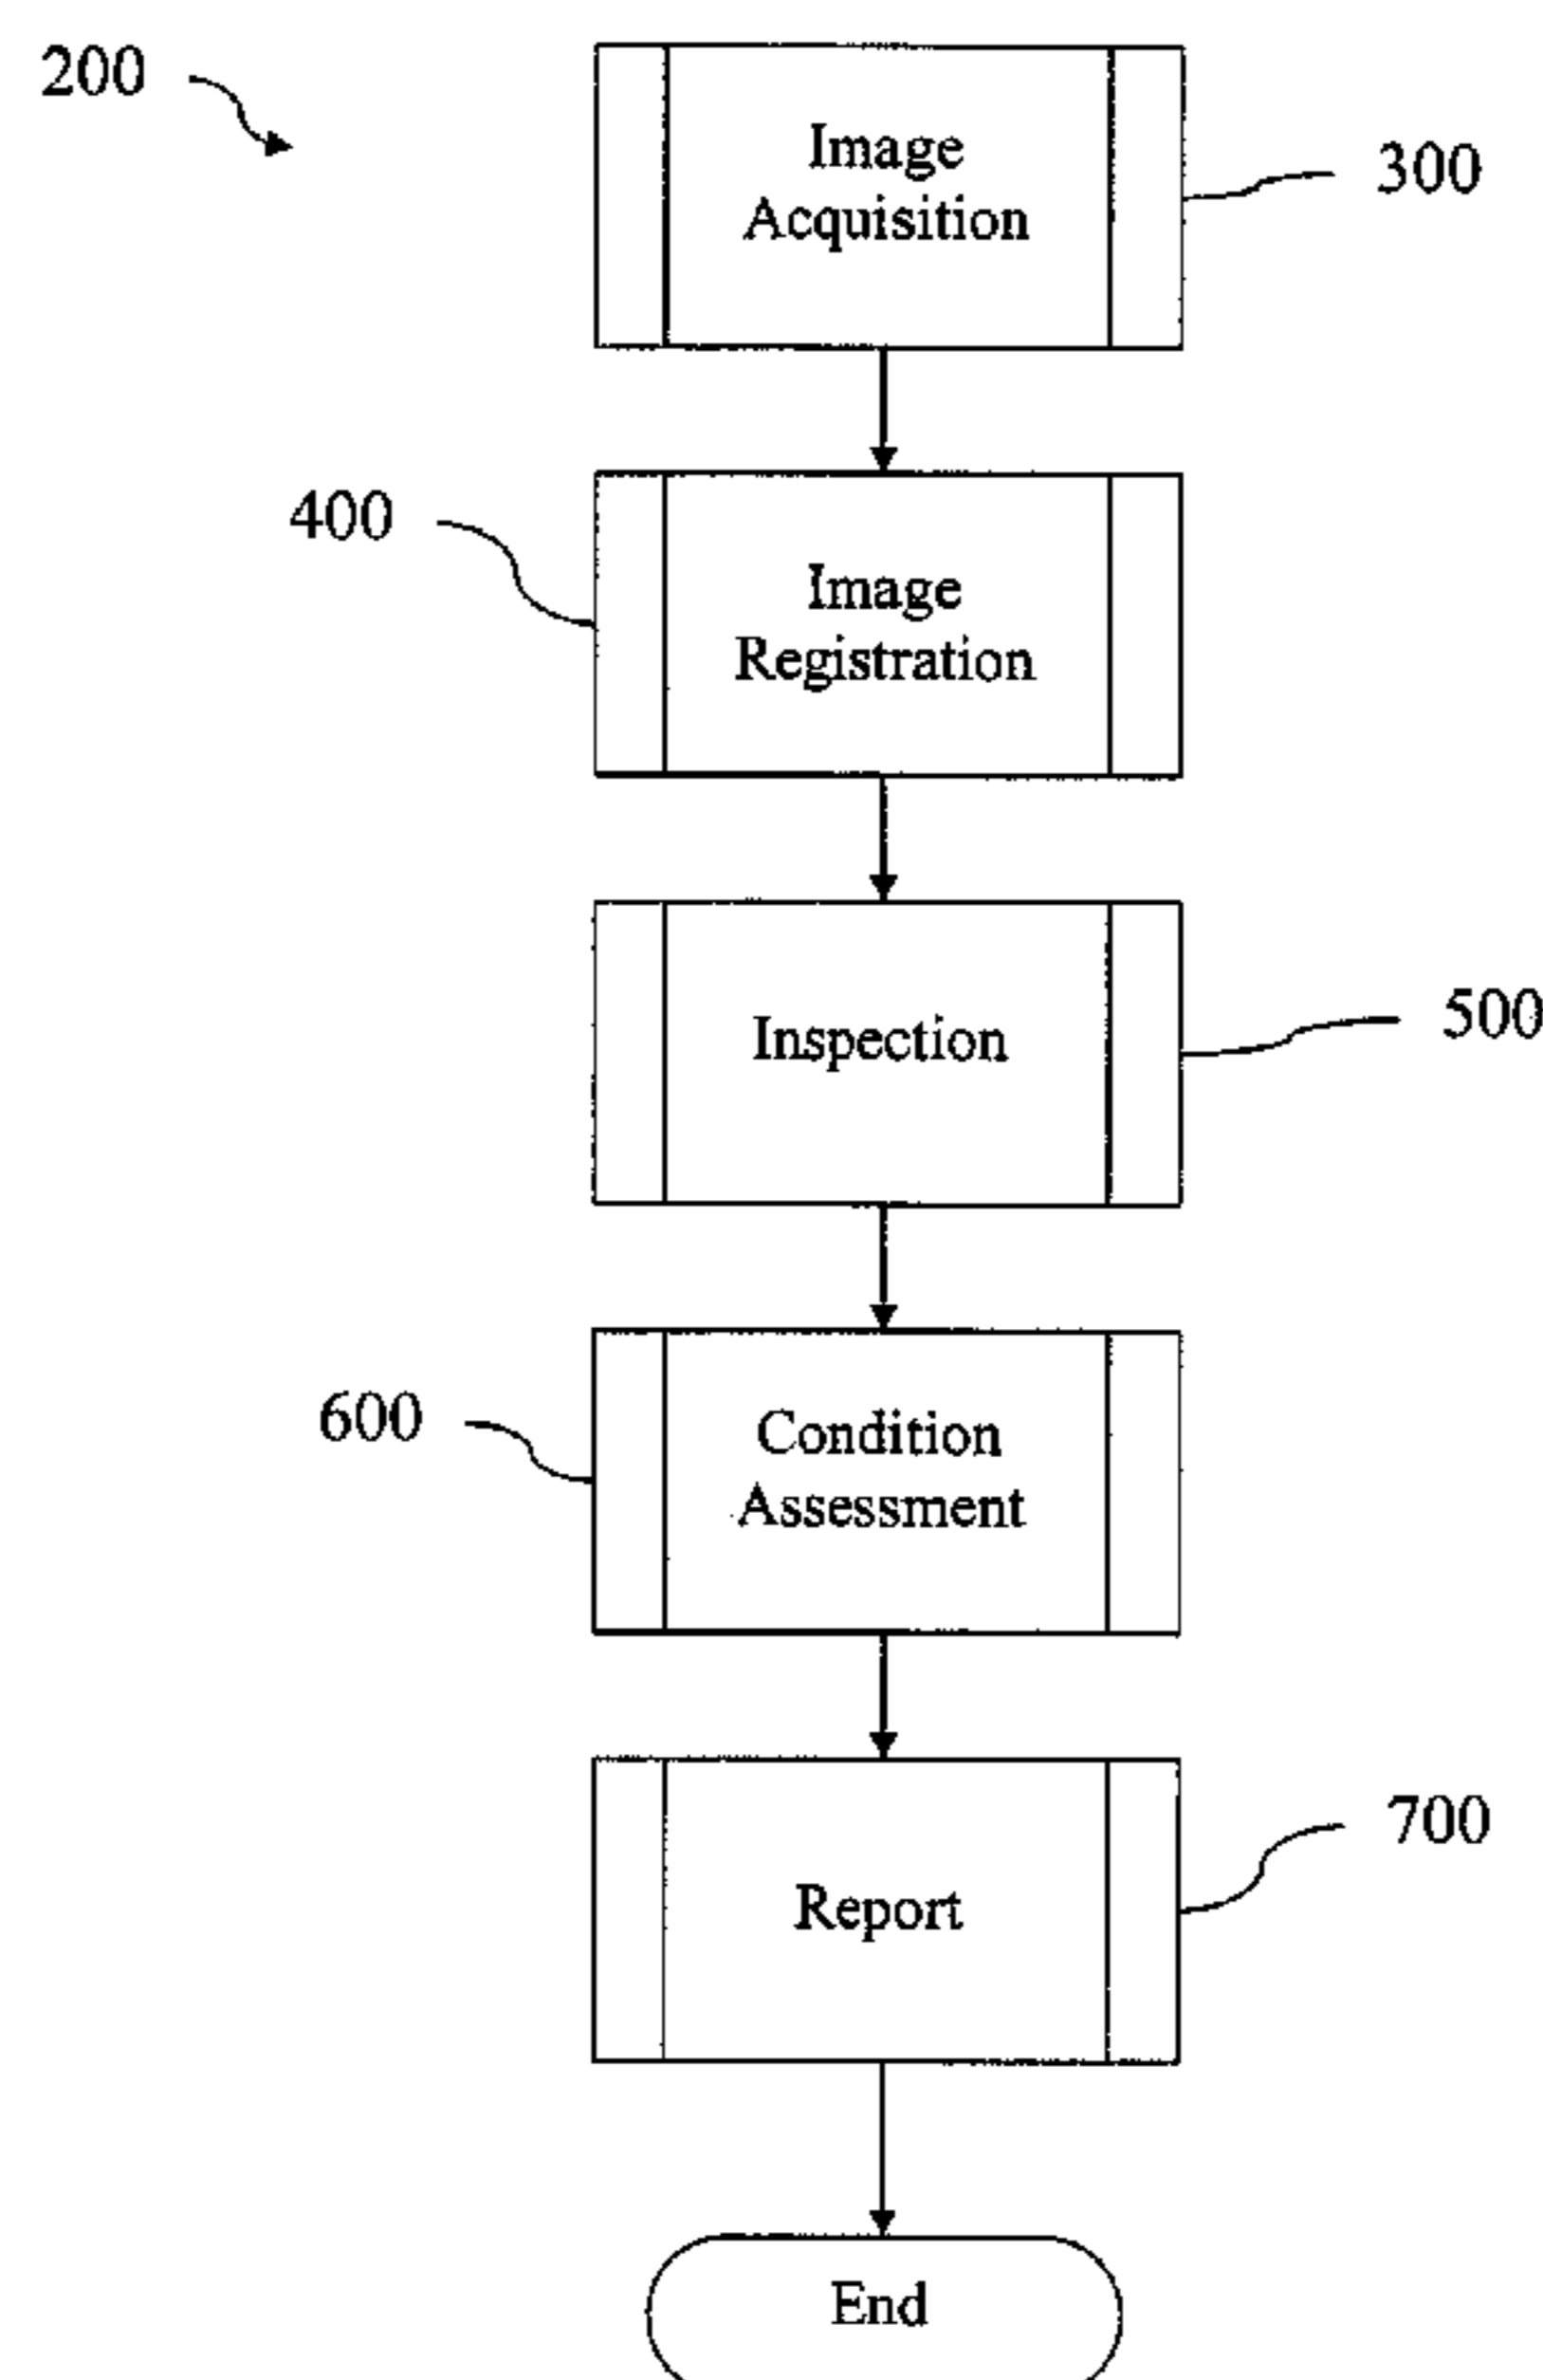 200
Image
Acquisition
300
400
Image
Registration
Inspection
500
600
Condition
Assessment
Report
700
End